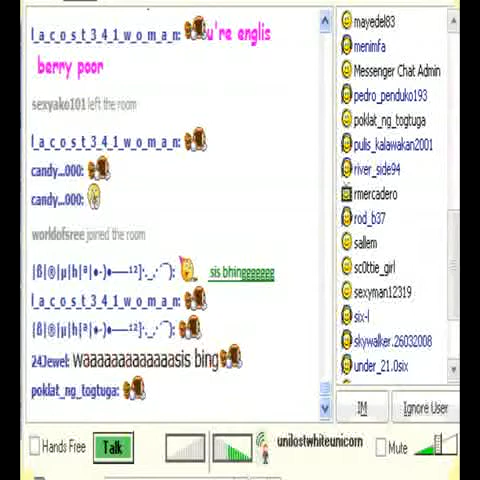 l_a_c_o_s_t_3_4_1_w_o_m_a_n: u're englis
berry poor
sexyako101 left the room
l_a_c_o_s_t_3_4_1_w_o_m_a_n:
candy...000:
candy...000:
worldofsree joined the room
sis bhinggggggg
l_a_c_o_s_t_3_4_1_w_o_m_a_n:
24Jewel: waaaaaaaaaaaaasis bing
poklat_ng_togtuga:
mayedel83
menimfa
Messenger Chat Admin
pedro_penduko193
poklat_ng_togtuga
pulis_kalawakan2001
river_side94
rmercadero
rod_b37
sallem
sc0ttie_girl
sexyman12319
six-l
skywalker.26032008
under_21.0six
IM
Ignore User
Hands Free
Talk
unilostwhiteunicorn
Mute